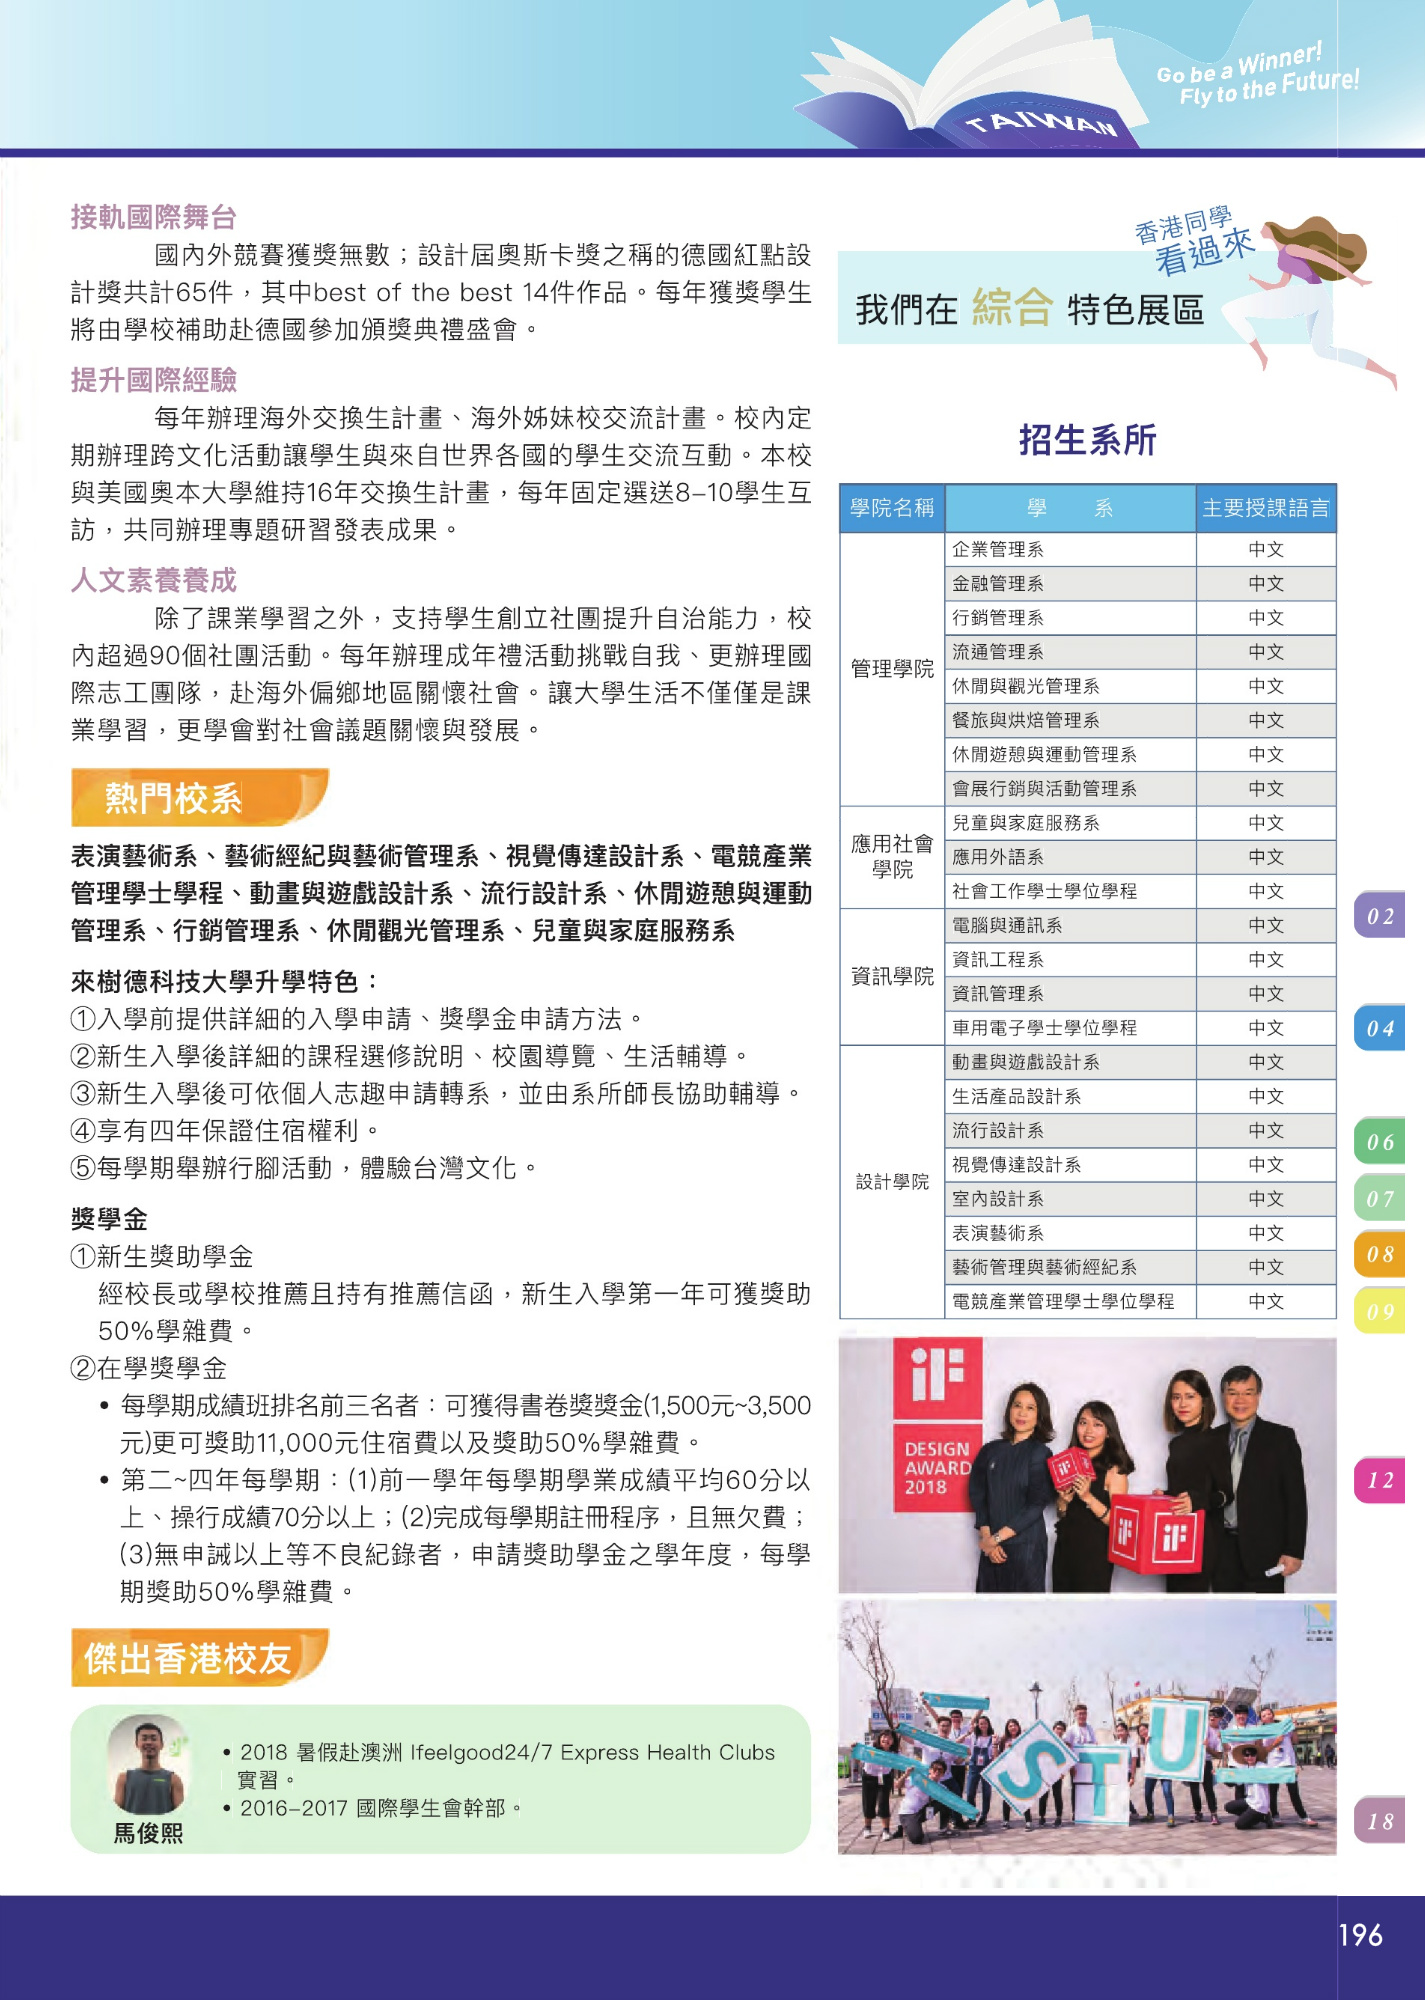 Go be a Winner!
Fly to the Future!
TAIWAN
接軌國際舞台
國內外競賽獲獎無數；設計屆奧斯卡獎之稱的德國紅點設
計獎共計65件，其中best of the best 14件作品。每年獲獎學生
將由學校補助赴德國參加頒獎典禮盛會。
提升國際經驗
每年辦理海外交換生計畫、海外姊妹校交流計畫。校內定
期辦理跨文化活動讓學生與來自世界各國的學生交流互動。本校
與美國奧本大學維持16年交換生計畫，每年固定選送8–10學生互
訪，共同辦理專題研習發表成果。
人文素養養成
除了課業學習之外，支持學生創立社團提升自治能力，校
內超過90個社團活動。每年辦理成年禮活動挑戰自我、更辦理國
際志工團隊，赴海外偏鄉地區關懷社會。讓大學生活不僅僅是課
業學習，更學會對社會議題關懷與發展。
熱門校系
表演藝術系、藝術經紀與藝術管理系、視覺傳達設計系、電競產業
管理學士學程、動畫與遊戲設計系、流行設計系、休閒遊憩與運動
管理系、行銷管理系、休閒觀光管理系、兒童與家庭服務系
來樹德科技大學升學特色：
①入學前提供詳細的入學申請、獎學金申請方法。
②新生入學後詳細的課程選修說明、校園導覽、生活輔導。
③新生入學後可依個人志趣申請轉系，並由系所師長協助輔導。
④享有四年保證住宿權利。
⑤每學期舉辦行腳活動，體驗台灣文化。
獎學金
①新生獎助學金
經校長或學校推薦且持有推薦信函，新生入學第一年可獲獎助
50%學雜費。
②在學獎學金
• 每學期成績班排名前三名者：可獲得書卷獎獎金(1,500元~3,500
元)更可獎助11,000元住宿費以及獎助50%學雜費。
• 第二~四年每學期：(1)前一學年每學期學業成績平均60分以
上、操行成績70分以上；(2)完成每學期註冊程序，且無欠費；
(3)無申誡以上等不良紀錄者，申請獎助學金之學年度，每學
期獎助50%學雜費。
傑出香港校友
• 2018 暑假赴澳洲 Ifeelgood24/7 Express Health Clubs
實習。
• 2016–2017 國際學生會幹部。
馬俊熙
香港同學
看過來
我們在 綜合 特色展區
招生系所
學院名稱 學 系 主要授課語言
管理學院
企業管理系 中文
金融管理系 中文
行銷管理系 中文
流通管理系 中文
休閒與觀光管理系 中文
餐旅與烘焙管理系 中文
休閒遊憩與運動管理系 中文
會展行銷與活動管理系 中文
應用社會
學院
兒童與家庭服務系 中文
應用外語系 中文
社會工作學士學位學程 中文
資訊學院
電腦與通訊系 中文
資訊工程系 中文
資訊管理系 中文
車用電子學士學位學程 中文
設計學院
動畫與遊戲設計系 中文
生活產品設計系 中文
流行設計系 中文
視覺傳達設計系 中文
室內設計系 中文
表演藝術系 中文
藝術管理與藝術經紀系 中文
電競產業管理學士學位學程 中文
iF
DESIGN
AWARD
2018
iF
iF
iF
STU
02
04
06
07
08
09
12
18
196